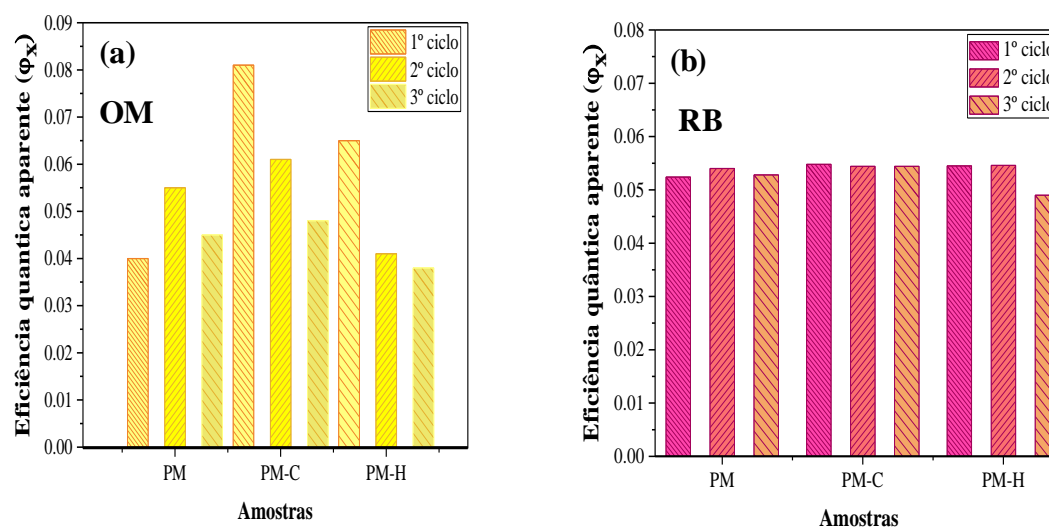 (a)
OM
1º ciclo
2º ciclo
3º ciclo
Eficiência quantica aparente (φx)
0.09
0.08
0.07
0.06
0.05
0.04
0.03
0.02
0.01
0.00
PM PM-C PM-H
Amostras
(b)
RB
1º ciclo
2º ciclo
3º ciclo
Eficiência quântica aparente (φx)
0.08
0.07
0.06
0.05
0.04
0.03
0.02
0.01
0.00
PM PM-C PM-H
Amostras